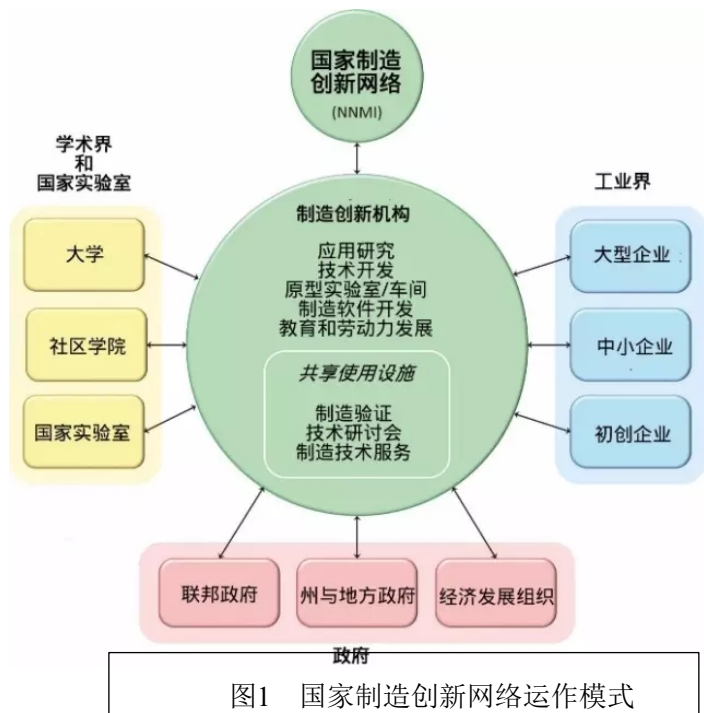 国家制造
创新网络
(NNMI)
学术界
和
国家实验室
大学
社区学院
国家实验室
制造创新机构
应用研究
技术开发
原型实验室/车间
制造软件开发
教育和劳动力发展
共享使用设施
制造验证
技术研讨会
制造技术服务
工业界
大型企业
中小企业
初创企业
联邦政府
州与地方政府
经济发展组织
政府
图1 国家制造创新网络运作模式